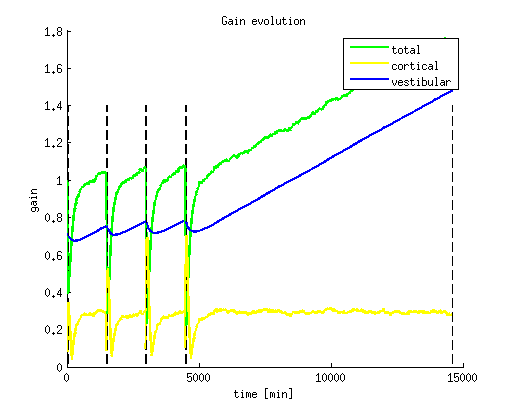 Gain evolution
total
cortical
vestibular
gain
1.8
1.6
1.4
1.2
1
0.8
0.6
0.4
0.2
0
0
5000
10000
15000
time [min]